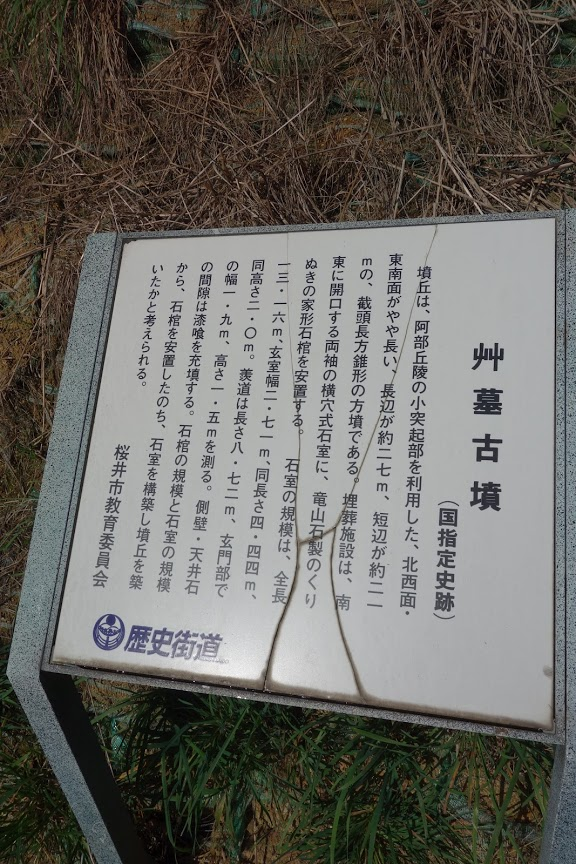 艸墓古墳
（国指定史跡）
墳丘は、阿部丘陵の小突起部を利用した、北西面・
東南面がやや長い、長辺が約二七m、短辺が約二二
mの、截頭長方錐形の方墳である。埋葬施設は、南
東に開口する両袖の横穴式石室に、竜山石製のくり
ぬきの家形石棺を安置する。　石室の規模は、全長
一三・一六m、玄室幅二・七一m、同長さ四・四四m、
同高さ二・〇m。羨道は長さ八・七二m、玄門部で
の幅一・九m、高さ一・五mを測る。側壁・天井石
の間隙は漆喰を充填する。石棺の規模と石室の規模
から、石棺を安置したのち、石室を構築し墳丘を築
いたかと考えられる。
桜井市教育委員会
歴史街道